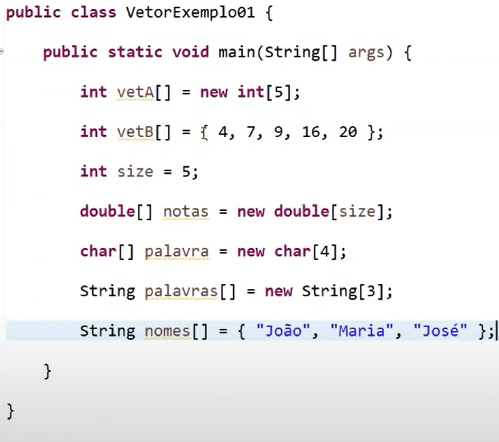 public class VetorExemplo01 {
public static void main(String[] args) {
int vetA[] = new int[5];
int vetB[] = { 4, 7, 9, 16, 20 };
int size = 5;
double[] notas = new double[size];
char[] palavra = new char[4];
String palavras[] = new String[3];
String nomes[] = { "João", "Maria", "José" };
}
}